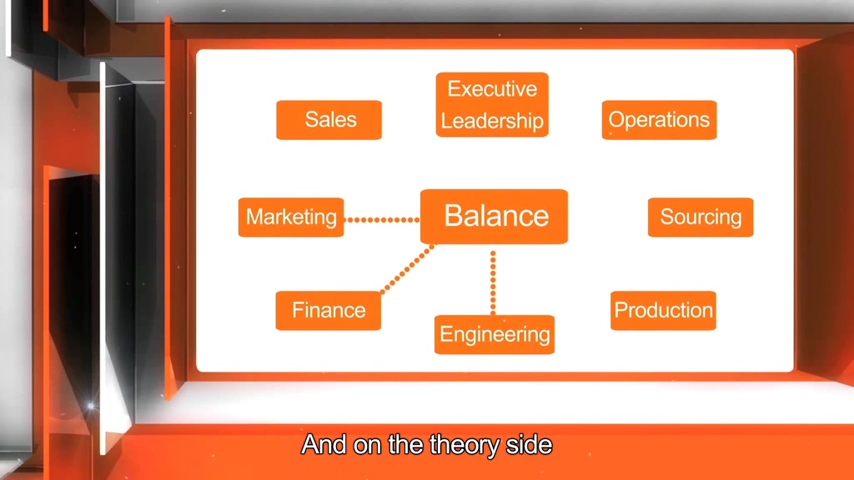 Executive
Leadership
Sales
Operations
Marketing
Balance
Sourcing
Finance
Production
Engineering
And on the theory side